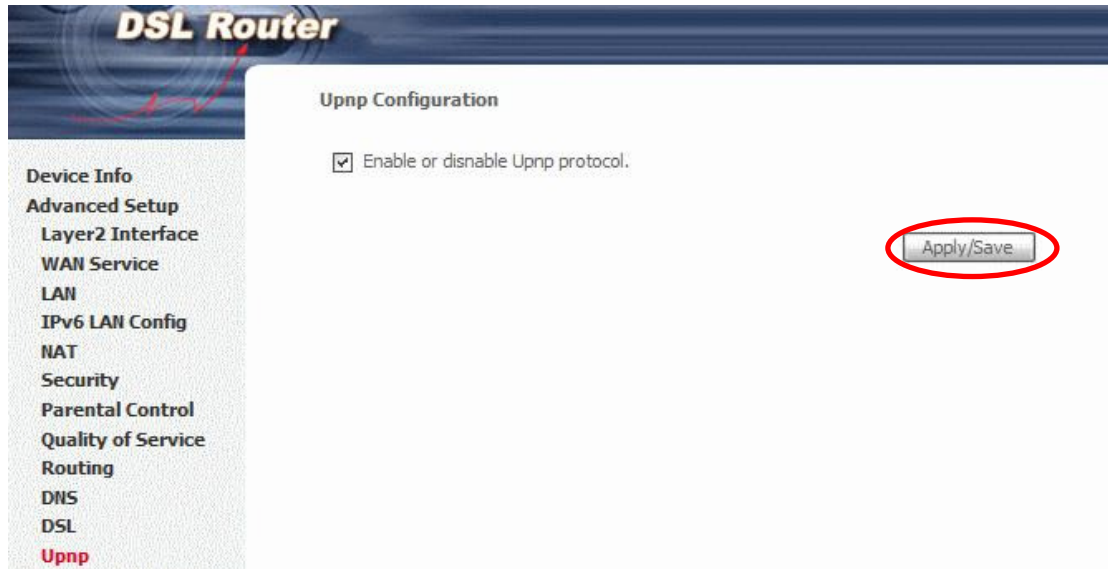 DSL Router
Upnp Configuration
Enable or disnable Upnp protocol.
Apply/Save
Device Info
Advanced Setup
Layer2 Interface
WAN Service
LAN
IPv6 LAN Config
NAT
Security
Parental Control
Quality of Service
Routing
DNS
DSL
Upnp